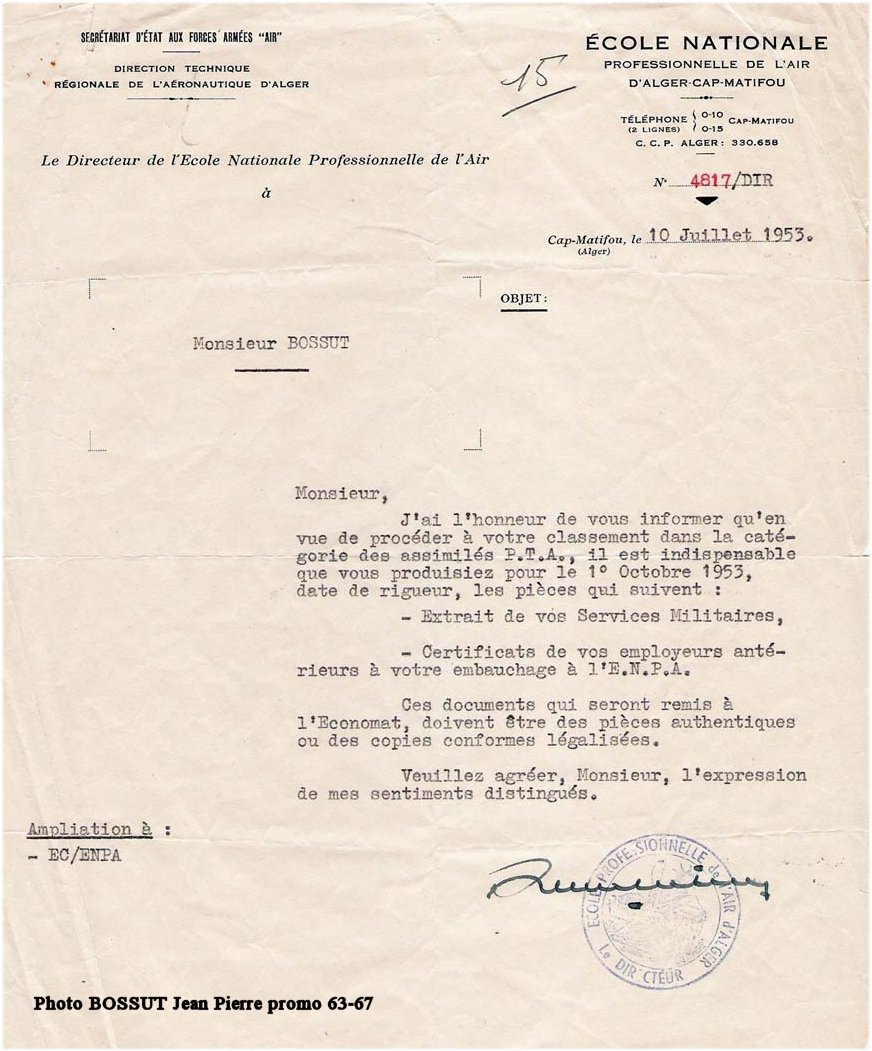 SECRÉTARIAT D'ÉTAT AUX FORCES ARMÉES "AIR"
DIRECTION TECHNIQUE
RÉGIONALE DE L'AÉRONAUTIQUE D'ALGER
15
ÉCOLE NATIONALE
PROFESSIONNELLE DE L'AIR
D'ALGER-CAP-MATIFOU
TÉLÉPHONE (2 LIGNES) { 0-10 0-15 CAP-MATIFOU
C. C. P. ALGER : 330.658
Le Directeur de l'Ecole Nationale Professionnelle de l'Air
à
N° 4817/DIR
Cap-Matifou, le 10 Juillet 1953.
(Alger)
OBJET :
Monsieur BOSSUT
Monsieur,
J'ai l'honneur de vous informer qu'en
vue de procéder à votre classement dans la caté-
gorie des assimilés P.T.A., il est indispensable
que vous produisiez pour le 1° Octobre 1953,
date de rigueur, les pièces qui suivent :
- Extrait de vos Services Militaires,
- Certificats de vos employeurs anté-
rieurs à votre embauchage à l'E.N.P.A.
Ces documents qui seront remis à
l'Economat, doivent être des pièces authentiques
ou des copies conformes légalisées.
Veuillez agréer, Monsieur, l'expression
de mes sentiments distingués.
Ampliation à :
- EC/ENPA
ECOLE PROFESSIONNELLE de L'AIR d'ALGER
Le DIR CTEUR
Photo BOSSUT Jean Pierre promo 63-67